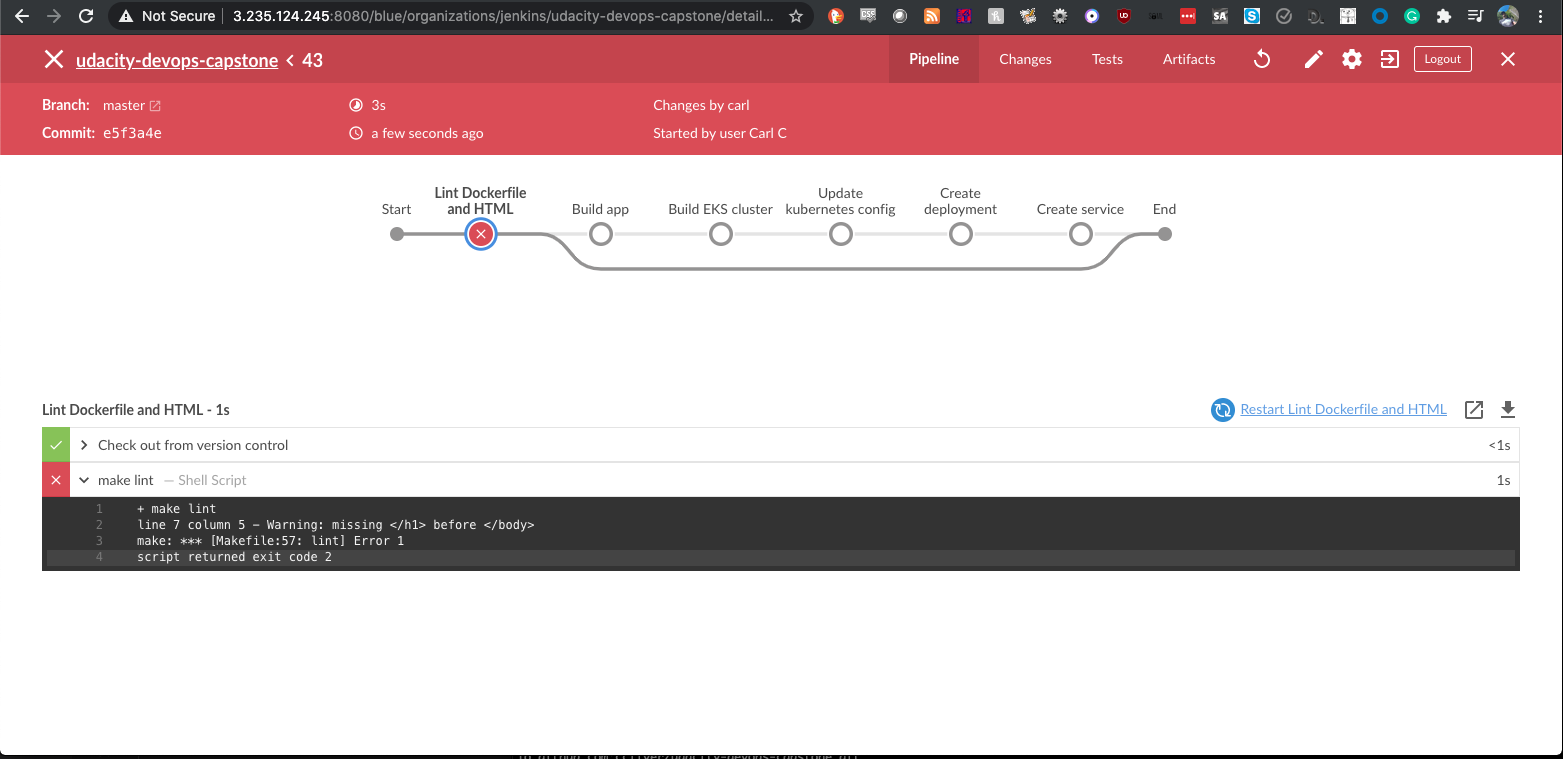 Not Secure 3.235.124.245:8080/blue/organizations/jenkins/udacity-devops-capstone/detail...
udacity-devops-capstone < 43
Pipeline Changes Tests Artifacts Logout
Branch: master 3s Changes by carl
Commit: e5f3a4e a few seconds ago Started by user Carl C
Start
Lint Dockerfile
and HTML
Build app
Build EKS cluster
Update
kubernetes config
Create
deployment
Create service
End
Lint Dockerfile and HTML - 1s Restart Lint Dockerfile and HTML
Check out from version control <1s
make lint — Shell Script 1s
1 + make lint
2 line 7 column 5 - Warning: missing </h1> before </body>
3 make: *** [Makefile:57: lint] Error 1
4 script returned exit code 2